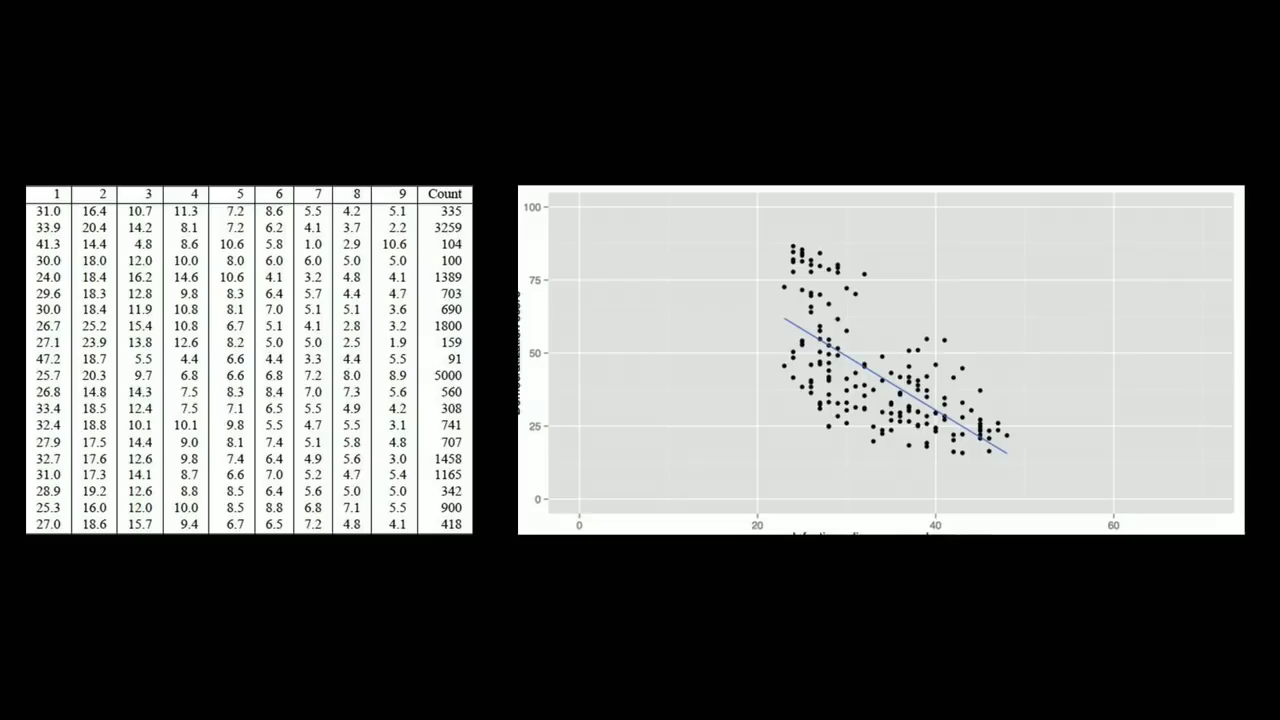 1 2 3 4 5 6 7 8 9 Count
31.0 16.4 10.7 11.3 7.2 8.6 5.5 4.2 5.1 335
33.9 20.4 14.2 8.1 7.2 6.2 4.1 3.7 2.2 3259
41.3 14.4 4.8 8.6 10.6 5.8 1.0 2.9 10.6 104
30.0 18.0 12.0 10.0 8.0 6.0 6.0 5.0 5.0 100
24.0 18.4 16.2 14.6 10.6 4.1 3.2 4.8 4.1 1389
29.6 18.3 12.8 9.8 8.3 6.4 5.7 4.4 4.7 703
30.0 18.4 11.9 10.8 8.1 7.0 5.1 5.1 3.6 690
26.7 25.2 15.4 10.8 6.7 5.1 4.1 2.8 3.2 1800
27.1 23.9 13.8 12.6 8.2 5.0 5.0 2.5 1.9 159
47.2 18.7 5.5 4.4 6.6 4.4 3.3 4.4 5.5 91
25.7 20.3 9.7 6.8 6.6 6.8 7.2 8.0 8.9 5000
26.8 14.8 14.3 7.5 8.3 8.4 7.0 7.3 5.6 560
33.4 18.5 12.4 7.5 7.1 6.5 5.5 4.9 4.2 308
32.4 18.8 10.1 10.1 9.8 5.5 4.7 5.5 3.1 741
27.9 17.5 14.4 9.0 8.1 7.4 5.1 5.8 4.8 707
32.7 17.6 12.6 9.8 7.4 6.4 4.9 5.6 3.0 1458
31.0 17.3 14.1 8.7 6.6 7.0 5.2 4.7 5.4 1165
28.9 19.2 12.6 8.8 8.5 6.4 5.6 5.0 5.0 342
25.3 16.0 12.0 10.0 8.5 8.8 6.8 7.1 5.5 900
27.0 18.6 15.7 9.4 6.7 6.5 7.2 4.8 4.1 418
100
75
50
25
0
0 20 40 60